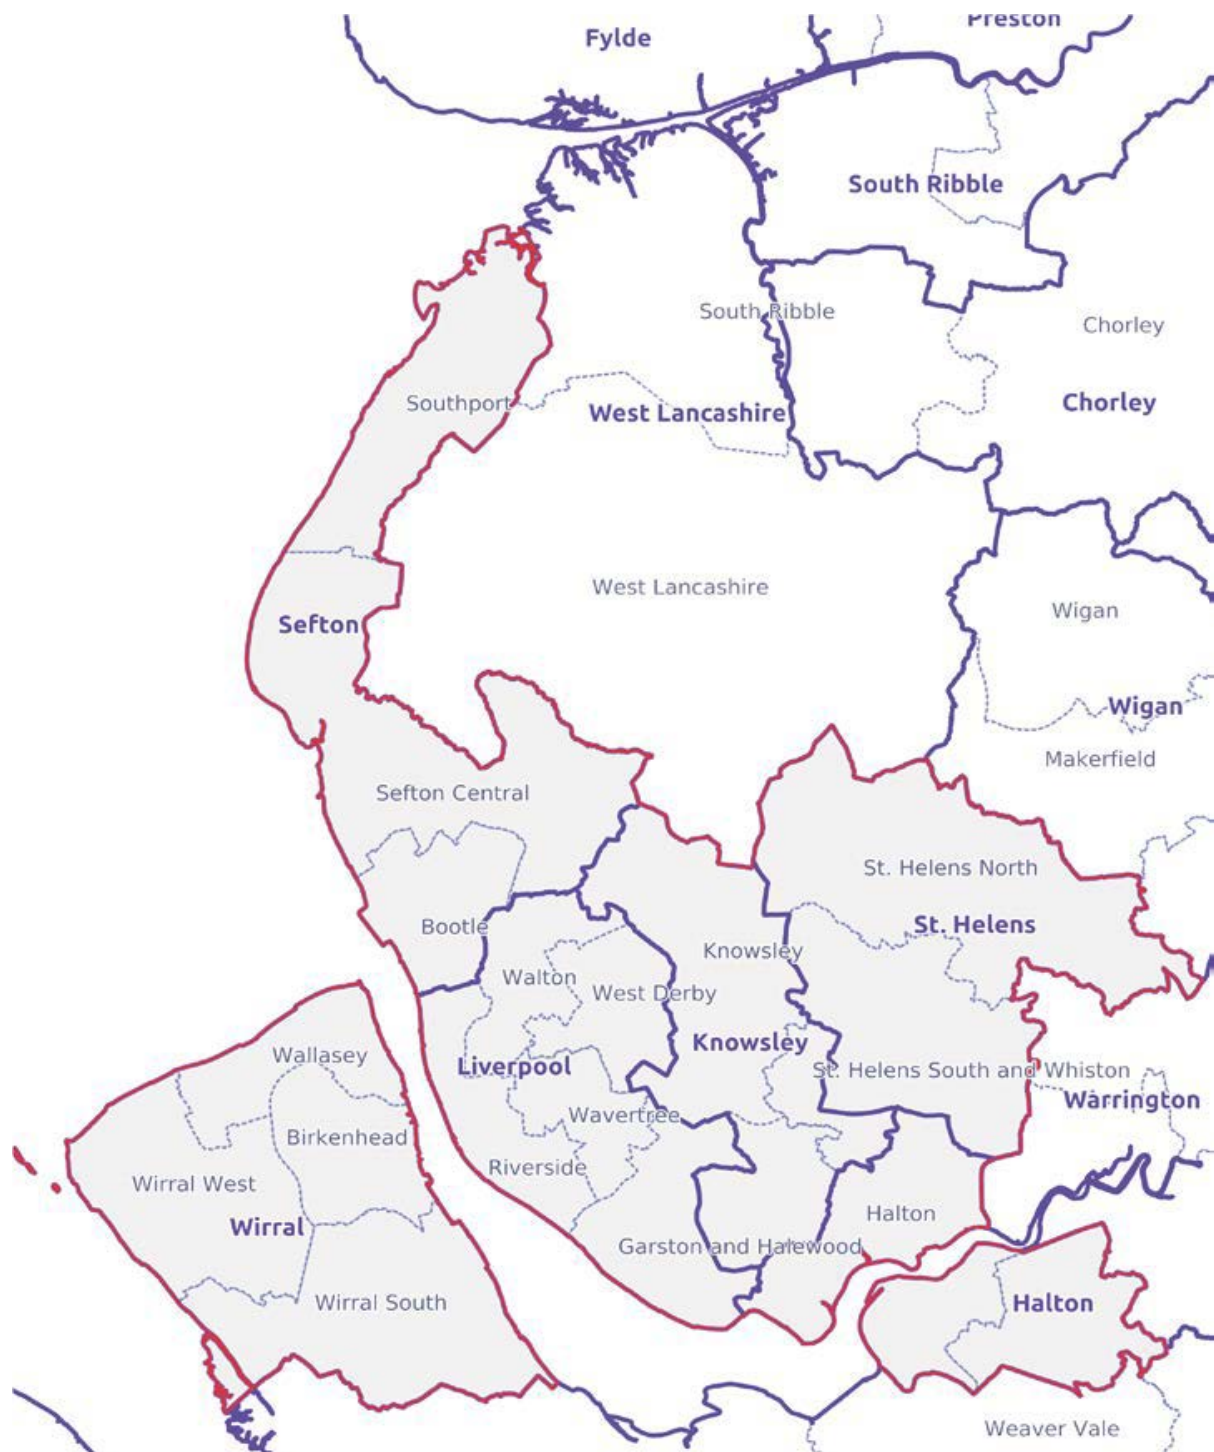 Preston
Fylde
South Ribble
South Ribble
Chorley
Southport
West Lancashire
Chorley
West Lancashire
Wigan
Sefton
Wigan
Makerfield
Sefton Central
St. Helens North
Bootle
St. Helens
Knowsley
Walton
West Derby
Knowsley
Wallasey
Liverpool
St. Helens South and Whiston
Warrington
Wavertree
Birkenhead
Riverside
Wirral West
Halton
Wirral
Garston and Halewood
Wirral South
Halton
Weaver Vale